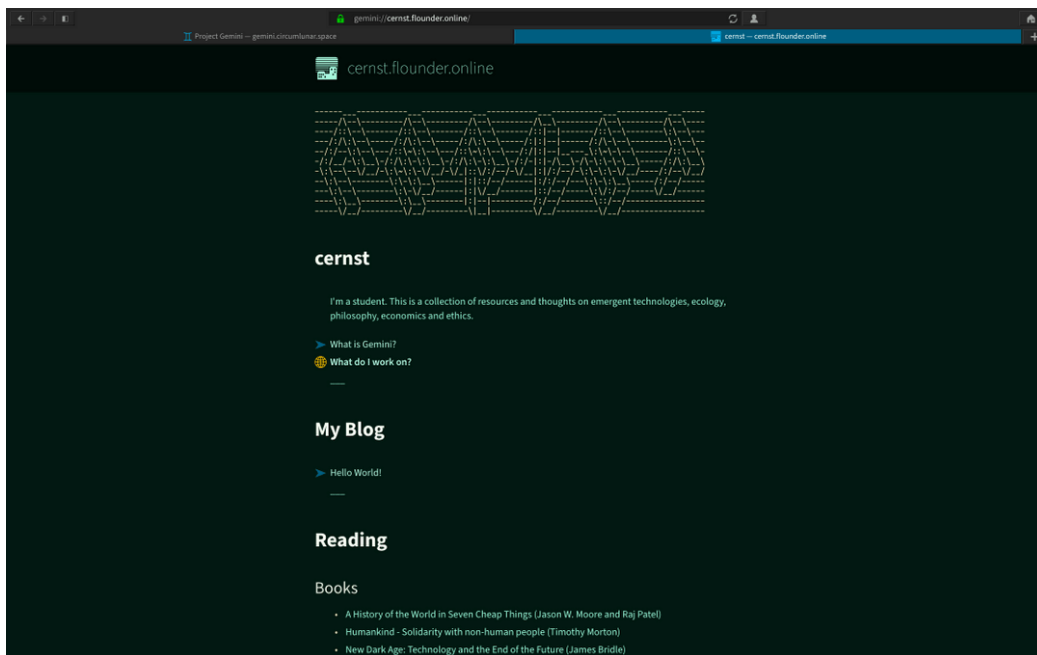 gemini://cernst.flounder.online/
Project Gemini — gemini.circumlunar.space
cernst — cernst.flounder.online
cernst.flounder.online
cernst
I'm a student. This is a collection of resources and thoughts on emergent technologies, ecology,
philosophy, economics and ethics.
What is Gemini?
What do I work on?
My Blog
Hello World!
Reading
Books
• A History of the World in Seven Cheap Things (Jason W. Moore and Raj Patel)
• Humankind - Solidarity with non-human people (Timothy Morton)
• New Dark Age: Technology and the End of the Future (James Bridle)